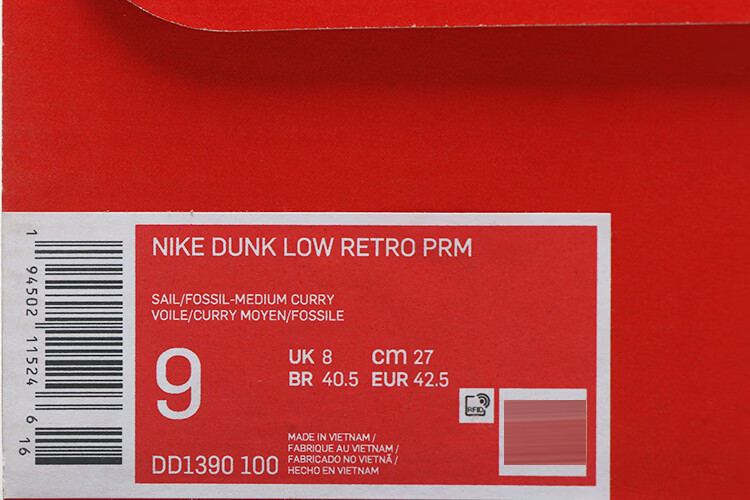 NIKE DUNK LOW RETRO PRM
SAIL/FOSSIL-MEDIUM CURRY
VOILE/CURRY MOYEN/FOSSILE
9
UK 8 cm 27
BR 40.5 EUR 42.5
RFID
MADE IN VIETNAM /
FABRIQUE AU VIETNAM /
FABRICADO NO VIETNÃ /
HECHO EN VIETNAM
DD1390 100
1 94502 11524 6 16